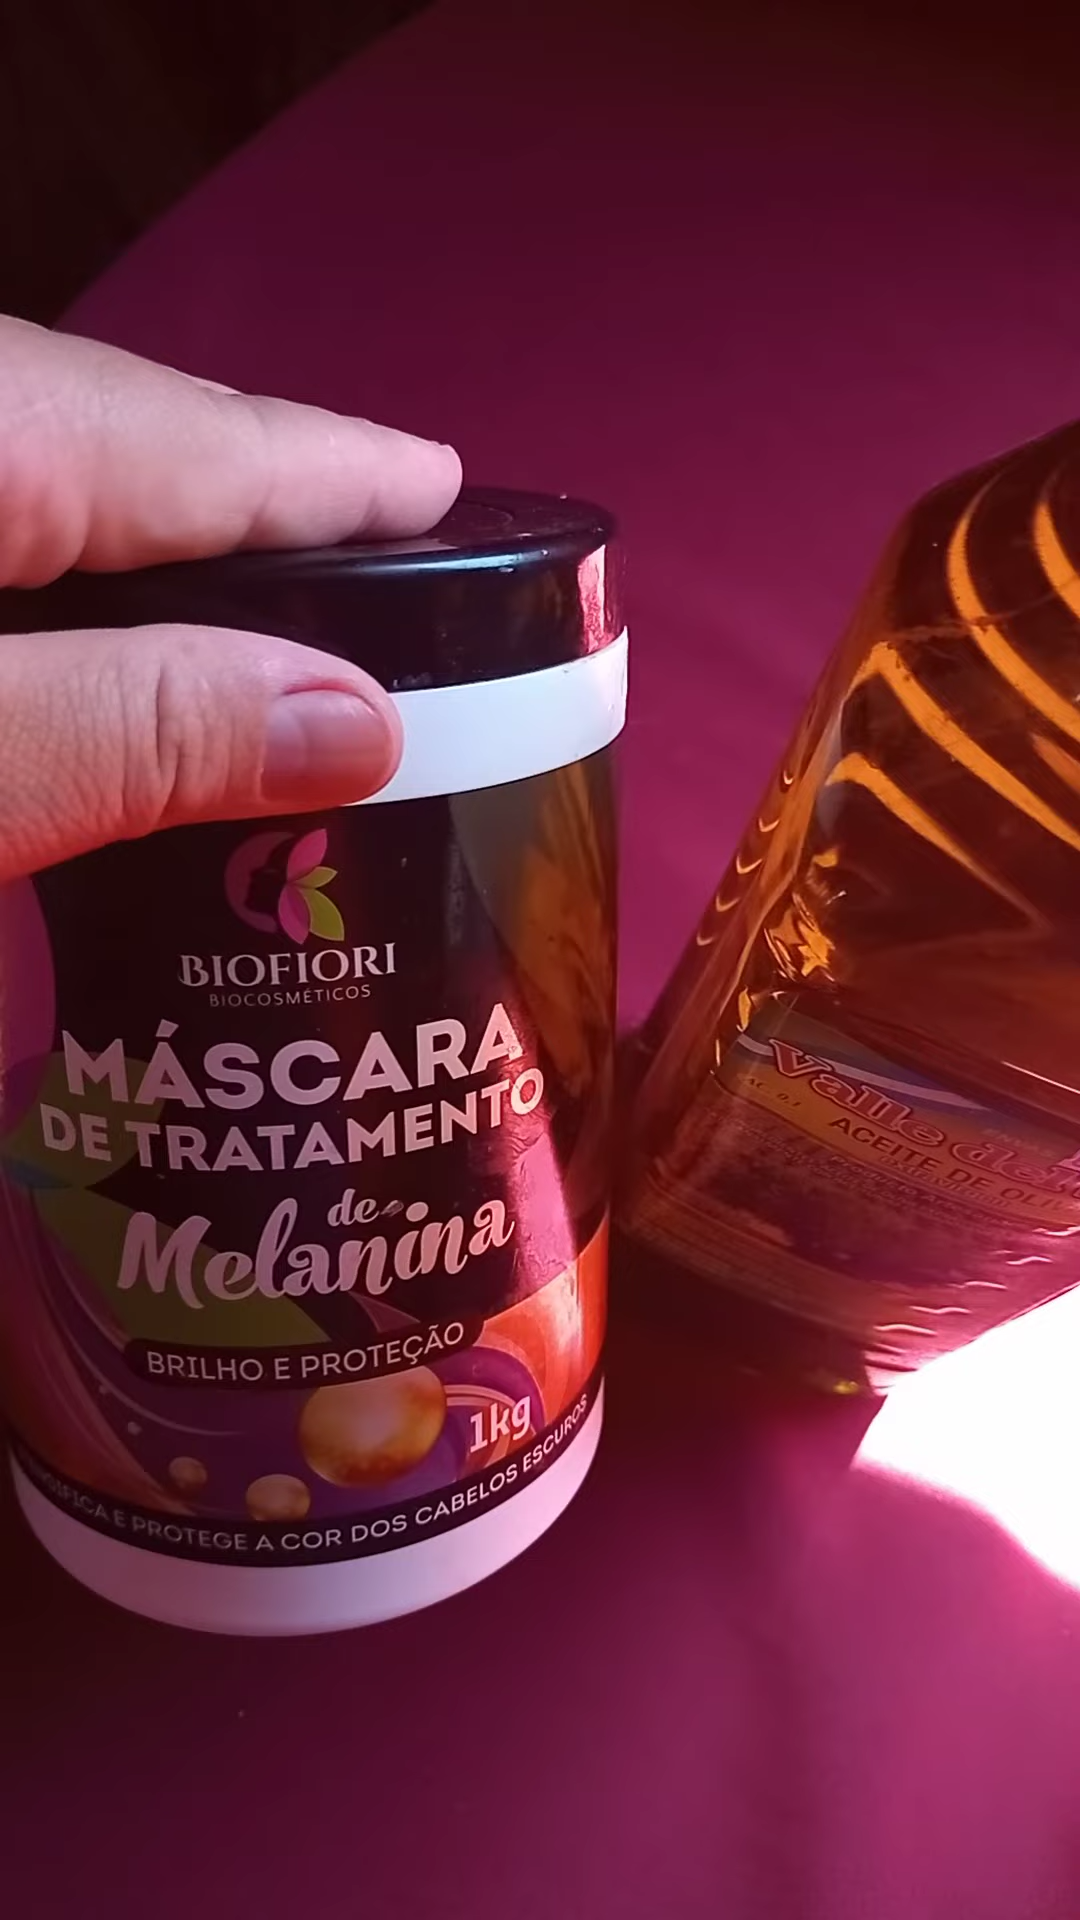 BIOFIORI
BIOCOSMÉTICOS
MÁSCARA
DE TRATAMENTO
de
Melanina
BRILHO E PROTEÇÃO
1kg
E PROTEGE A COR DOS CABELOS ESCUROS
Valle del
ACEITE DE